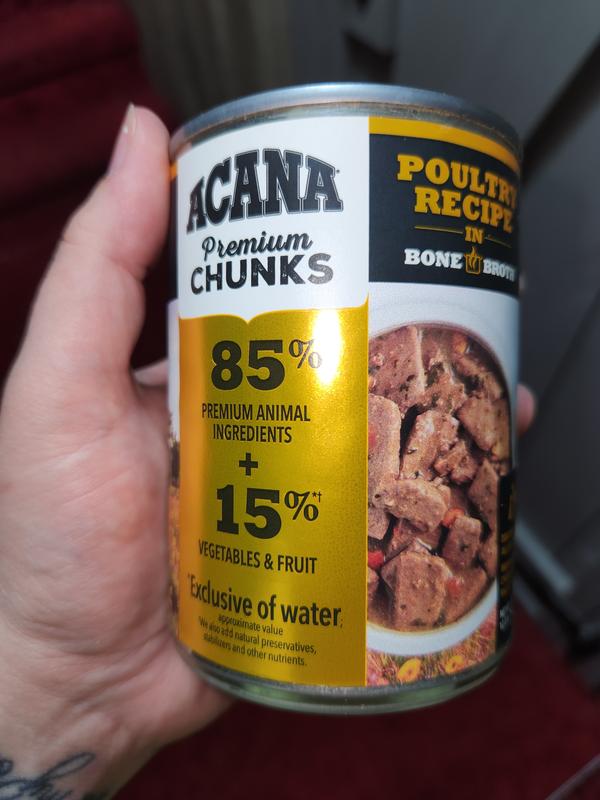 ACANA
Premium
CHUNKS
85%
PREMIUM ANIMAL
INGREDIENTS
+
15%*†
VEGETABLES & FRUIT
*Exclusive of water;
approximate value
†We also add natural preservatives,
stabilizers and other nutrients.
POULTRY
RECIPE
IN
BONE BROTH